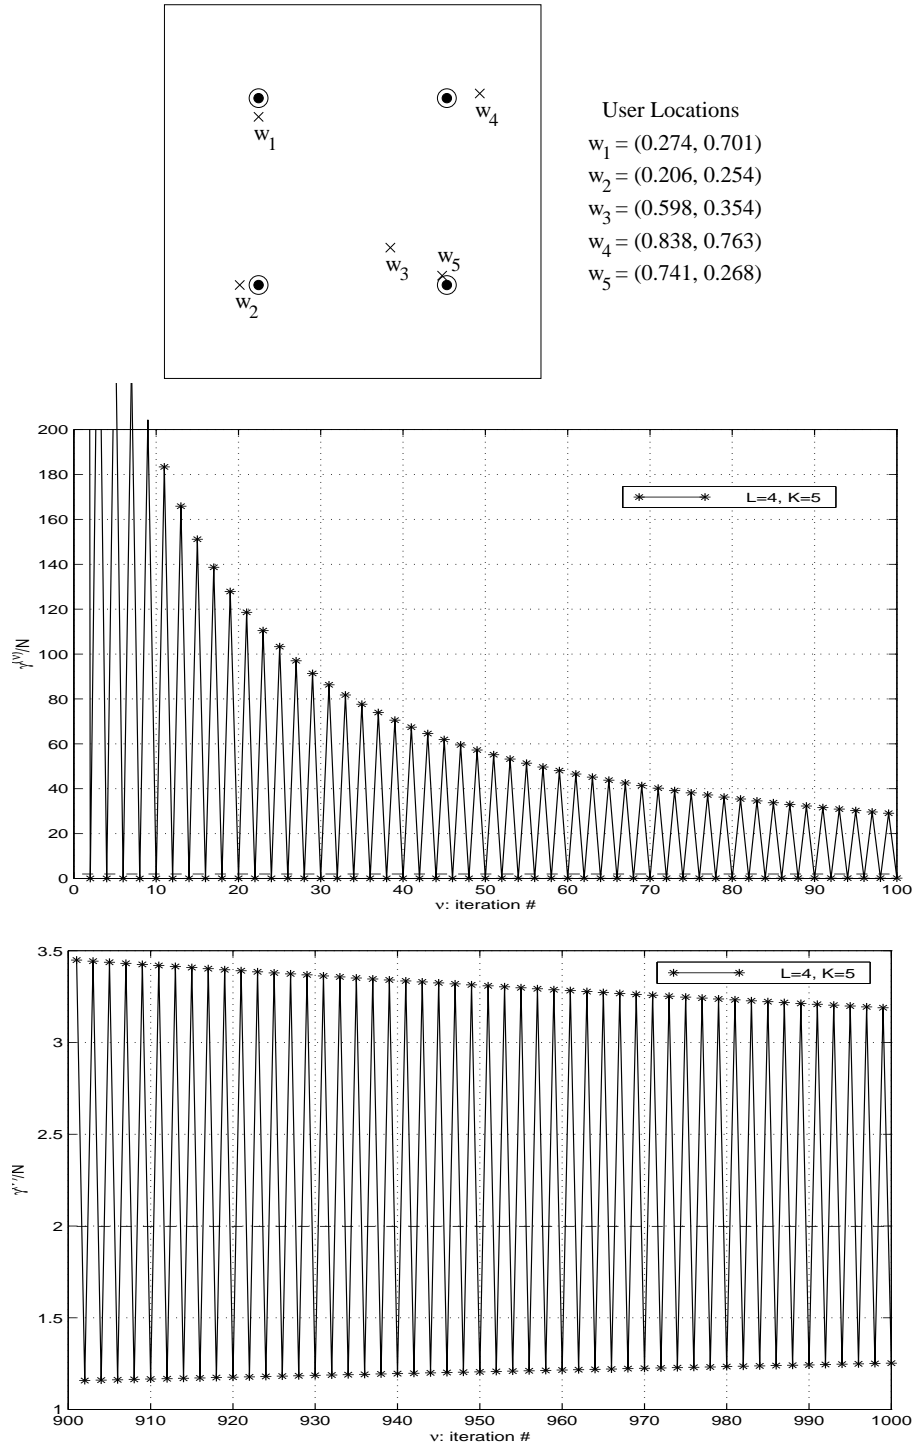 w1
w4
w3
w5
w2
User Locations
w1 = (0.274, 0.701)
w2 = (0.206, 0.254)
w3 = (0.598, 0.354)
w4 = (0.838, 0.763)
w5 = (0.741, 0.268)
200
180
160
140
120
100
80
60
40
20
0
L=4, K=5
0 10 20 30 40 50 60 70 80 90 100
ν: iteration #
3.5
3
2.5
2
1.5
1
L=4, K=5
900 910 920 930 940 950 960 970 980 990 1000
ν: iteration #